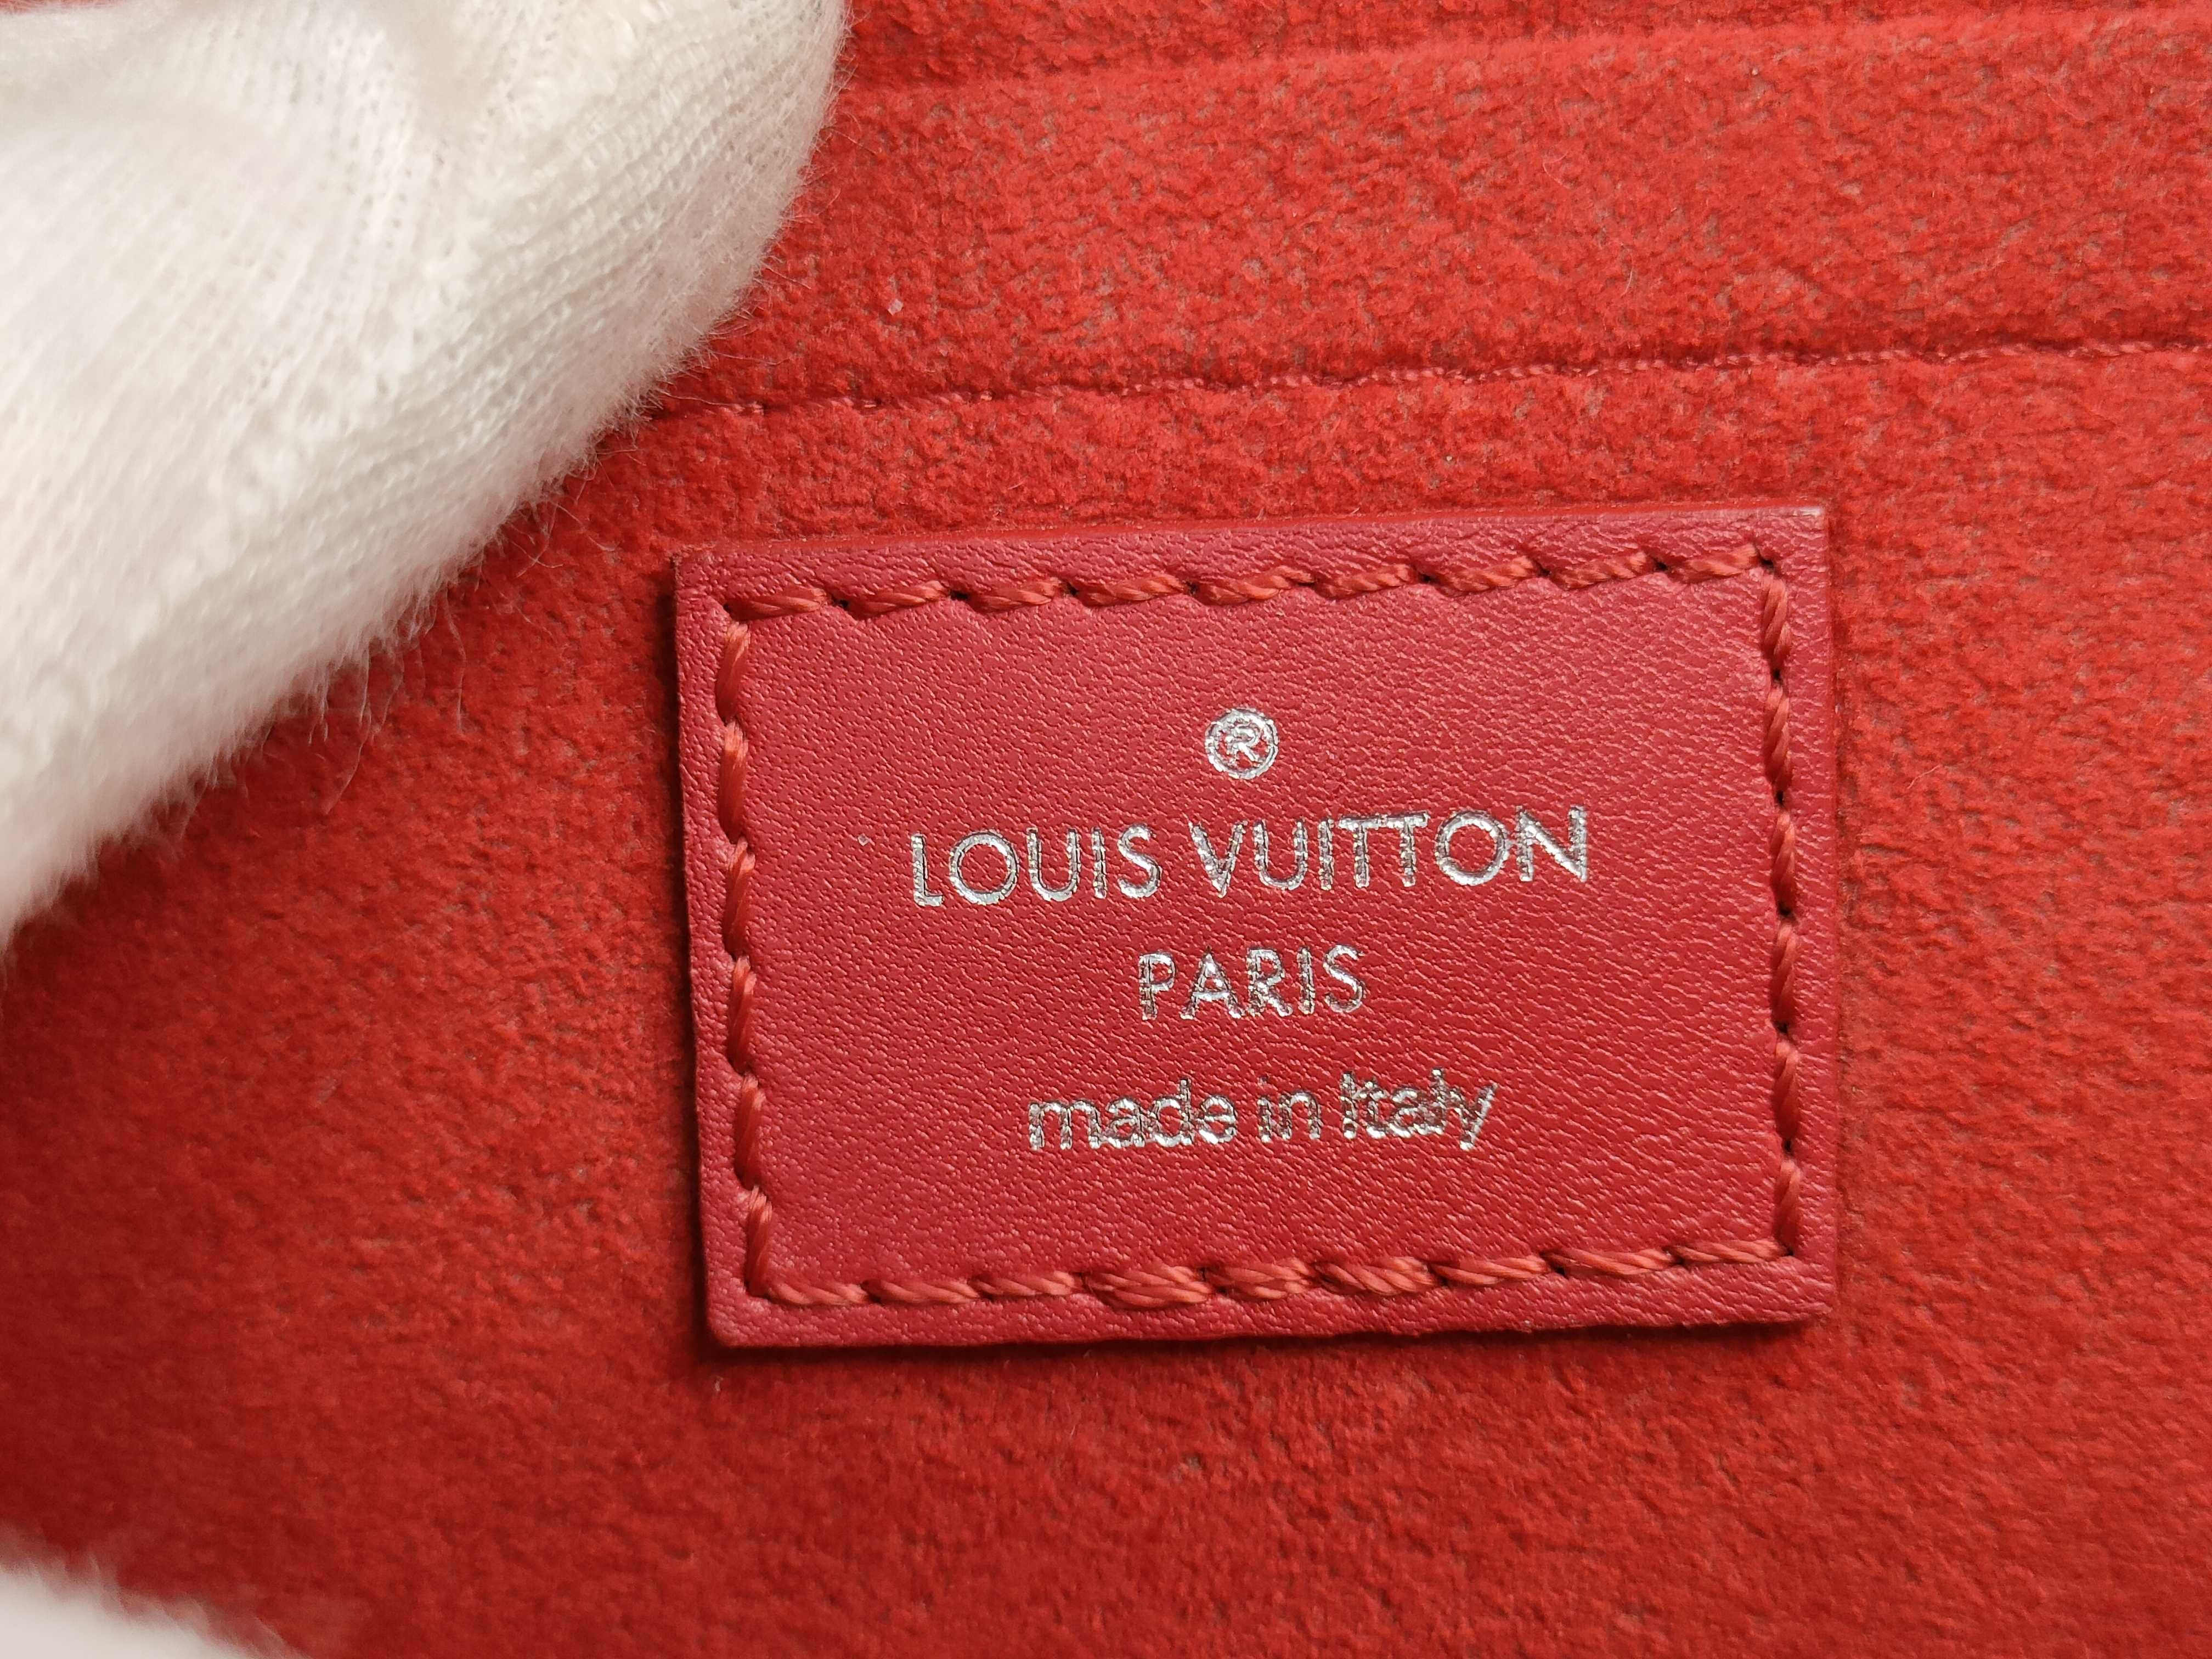 ®
LOUIS VUITTON
PARIS
made in Italy